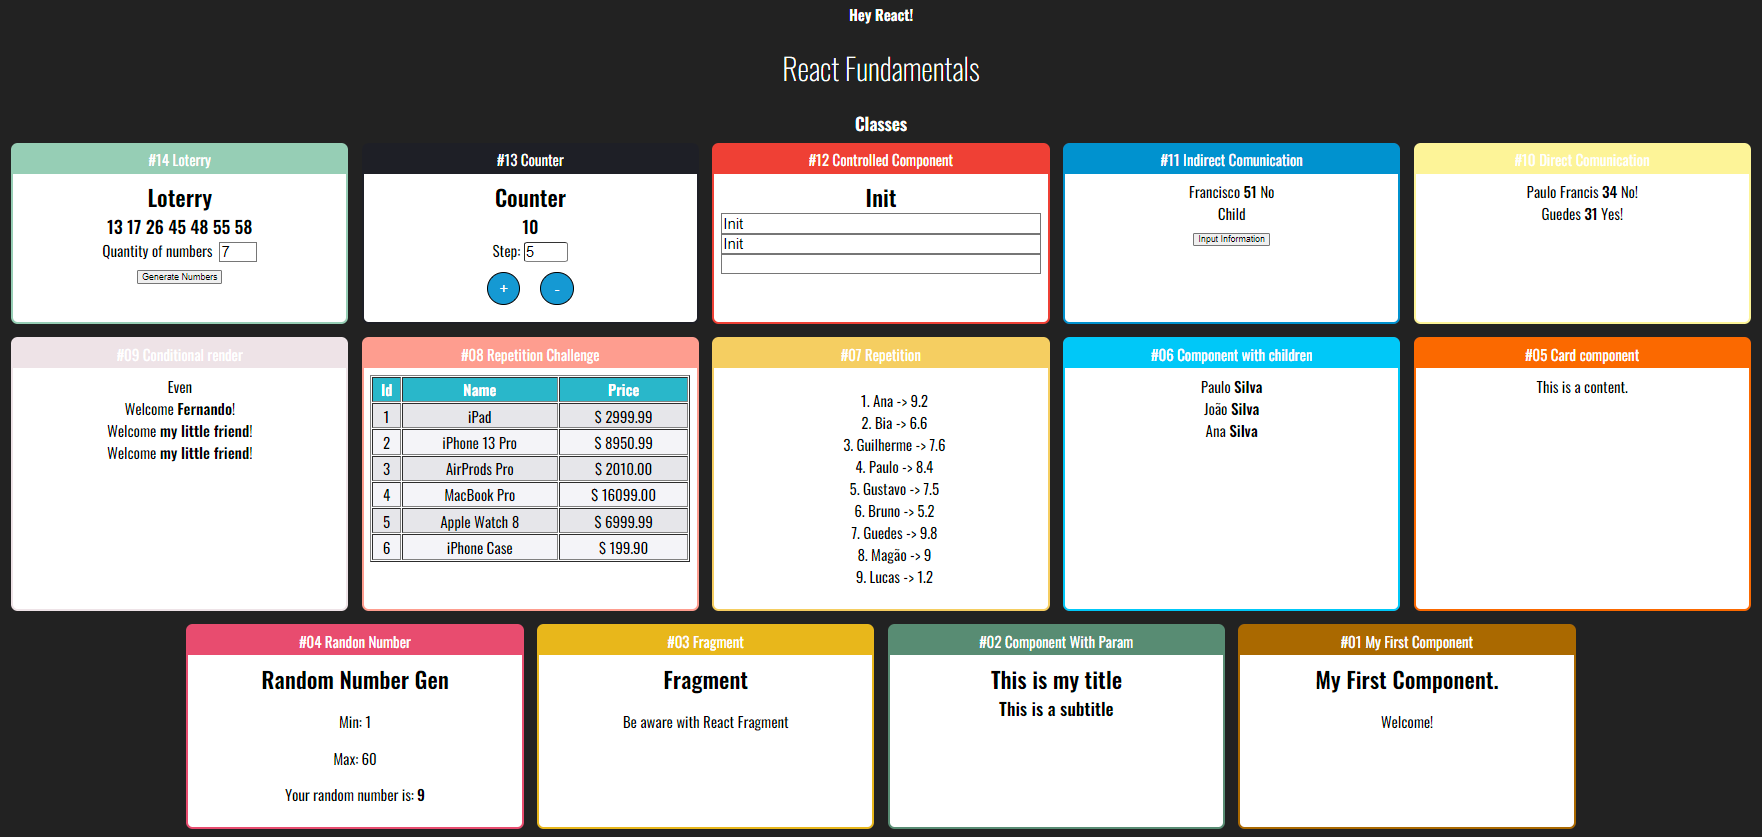 Hey React!
React Fundamentals
Classes
#14 Loterry
Loterry
13 17 26 45 48 55 58
Quantity of numbers 7
Generate Numbers
#13 Counter
Counter
10
Step: 5
+ -
#12 Controlled Component
Init
Init
Init
#11 Indirect Comunication
Francisco 51 No
Child
Input Information
#10 Direct Comunication
Paulo Francis 34 No!
Guedes 31 Yes!
#09 Conditional render
Even
Welcome Fernando!
Welcome my little friend!
Welcome my little friend!
#08 Repetition Challenge
Id Name Price
1 iPad $ 2999.99
2 iPhone 13 Pro $ 8950.99
3 AirProds Pro $ 2010.00
4 MacBook Pro $ 16099.00
5 Apple Watch 8 $ 6999.99
6 iPhone Case $ 199.90
#07 Repetition
1. Ana -> 9.2
2. Bia -> 6.6
3. Guilherme -> 7.6
4. Paulo -> 8.4
5. Gustavo -> 7.5
6. Bruno -> 5.2
7. Guedes -> 9.8
8. Magão -> 9
9. Lucas -> 1.2
#06 Component with children
Paulo Silva
João Silva
Ana Silva
#05 Card component
This is a content.
#04 Randon Number
Random Number Gen
Min: 1
Max: 60
Your random number is: 9
#03 Fragment
Fragment
Be aware with React Fragment
#02 Component With Param
This is my title
This is a subtitle
#01 My First Component
My First Component.
Welcome!